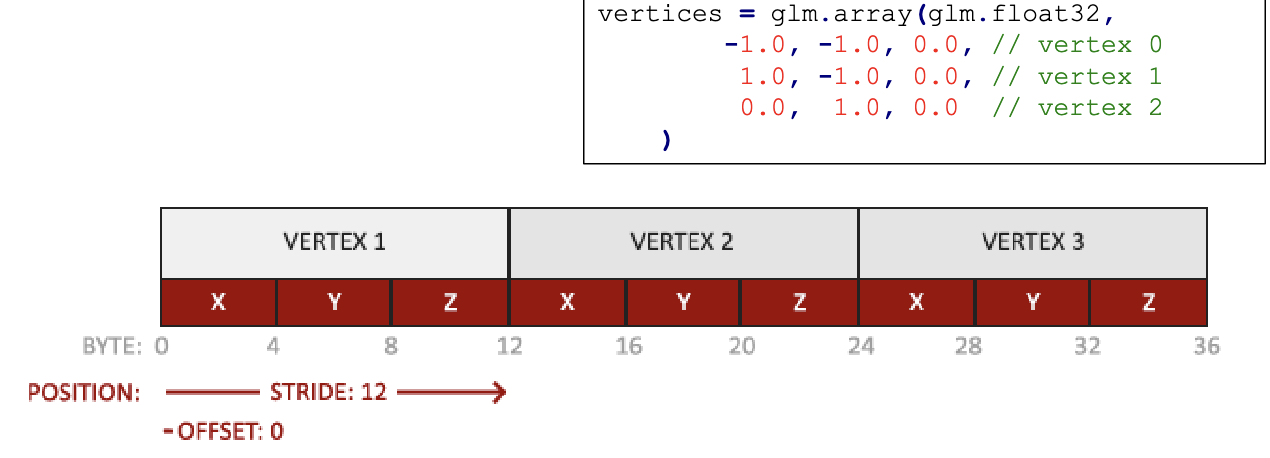 vertices = glm.array(glm.float32,
-1.0, -1.0, 0.0, // vertex 0
1.0, -1.0, 0.0, // vertex 1
0.0, 1.0, 0.0 // vertex 2
)
VERTEX 1 VERTEX 2 VERTEX 3
X Y Z X Y Z X Y Z
BYTE: 0 4 8 12 16 20 24 28 32 36
POSITION: STRIDE: 12
-OFFSET: 0